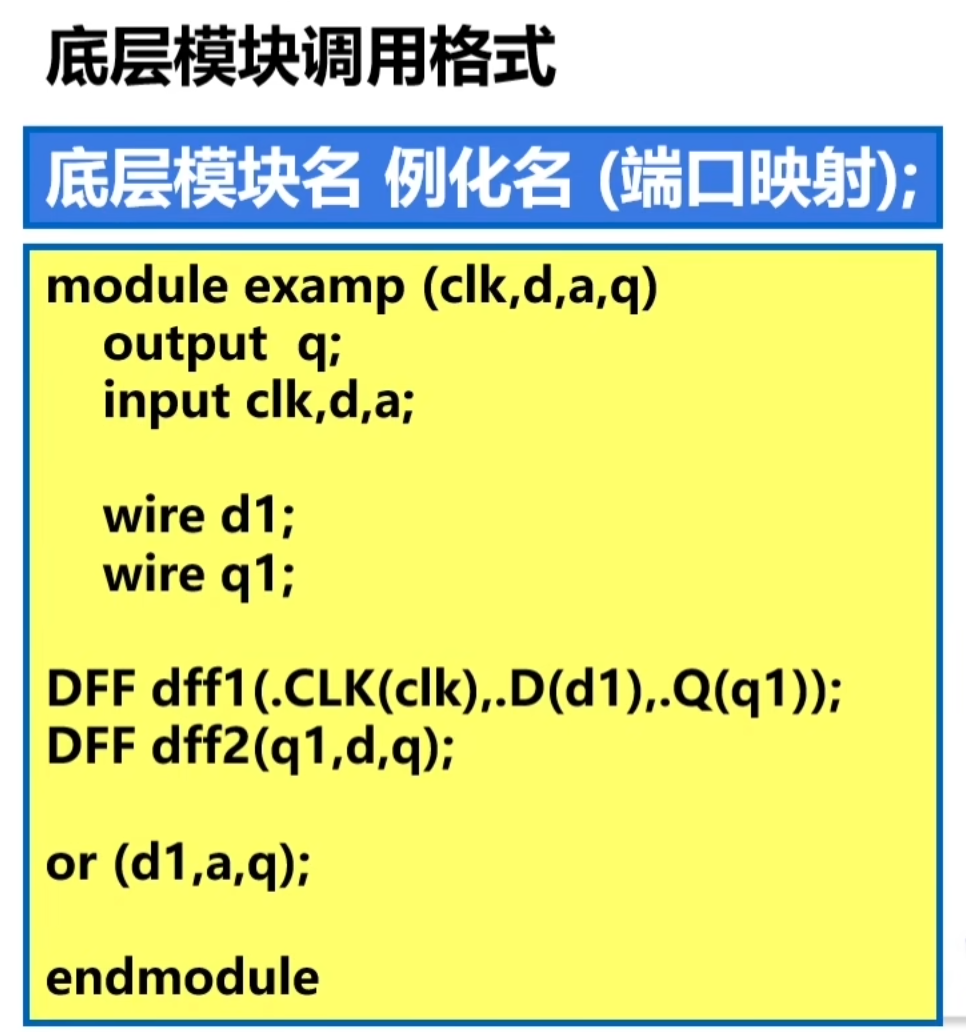 底层模块调用格式
底层模块名 例化名 (端口映射);
module examp (clk,d,a,q)
output q;
input clk,d,a;
wire d1;
wire q1;
DFF dff1(.CLK(clk),.D(d1),.Q(q1));
DFF dff2(q1,d,q);
or (d1,a,q);
endmodule